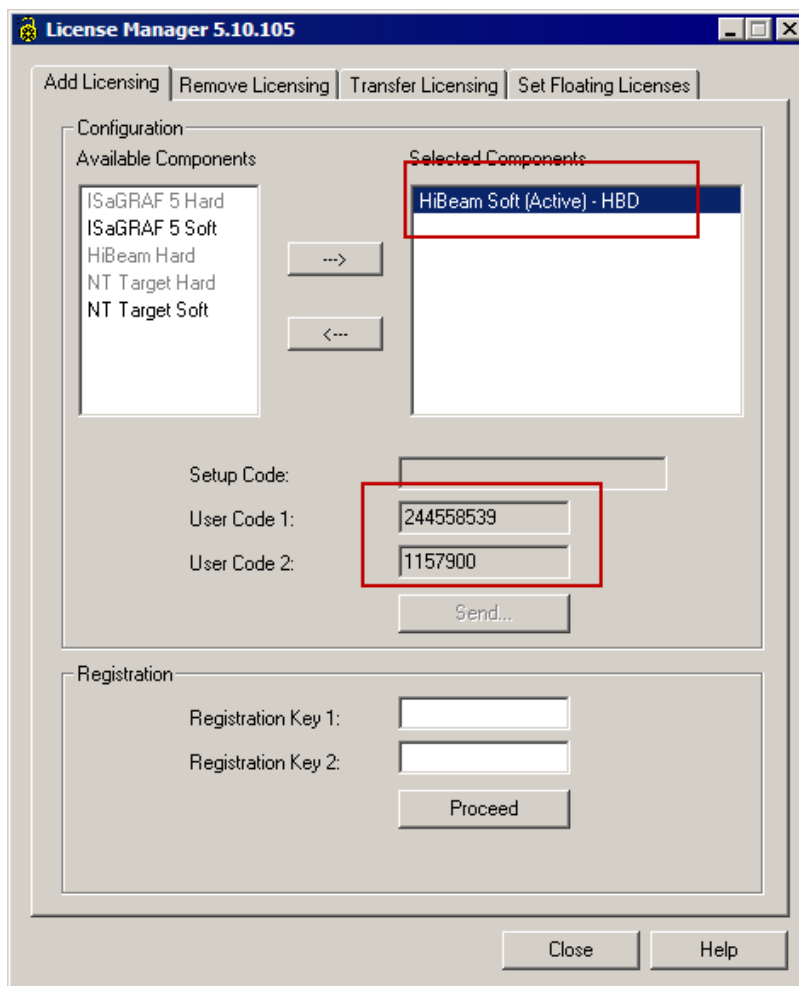 License Manager 5.10.105
Add Licensing Remove Licensing Transfer Licensing Set Floating Licenses
Configuration
Available Components
ISaGRAF 5 Hard
ISaGRAF 5 Soft
HiBeam Hard
NT Target Hard
NT Target Soft
--->
<---
Selected Components
HiBeam Soft (Active) - HBD
Setup Code:
User Code 1: 244558539
User Code 2: 1157900
Send...
Registration
Registration Key 1:
Registration Key 2:
Proceed
Close Help